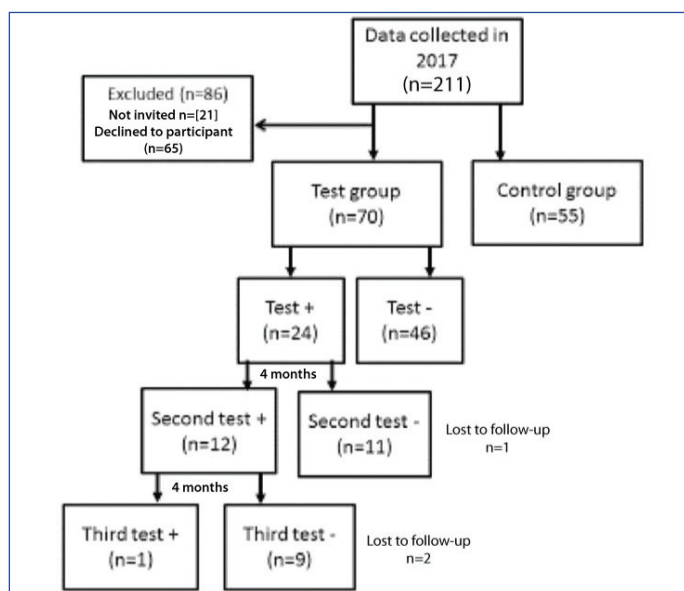 Data collected in
2017
(n=211)
Excluded (n=86)
Not invited n=[21]
Declined to participant
(n=65)
Test group
(n=70)
Control group
(n=55)
Test +
(n=24)
Test -
(n=46)
4 months
Second test +
(n=12)
Second test -
(n=11)
Lost to follow-up
n=1
4 months
Third test +
(n=1)
Third test -
(n=9)
Lost to follow-up
n=2